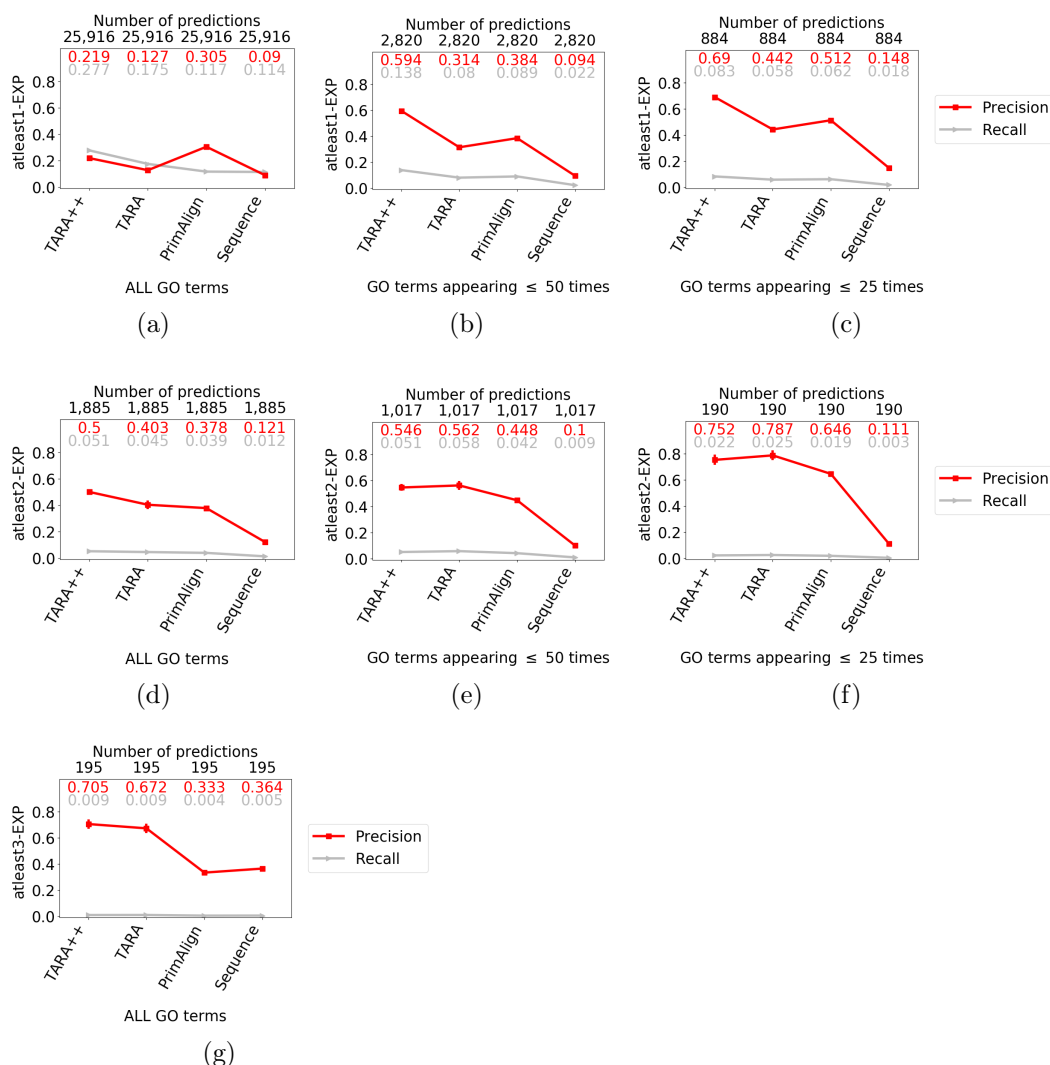 Number of predictions
25,916 25,916 25,916 25,916
0.219 0.127 0.305 0.09
0.277 0.175 0.117 0.114
atleast1-EXP
0.8
0.6
0.4
0.2
0.0
TARA++
TARA
PrimAlign
Sequence
ALL GO terms
(a)
Number of predictions
2,820 2,820 2,820 2,820
0.594 0.314 0.384 0.094
0.138 0.08 0.089 0.022
atleast1-EXP
0.8
0.6
0.4
0.2
0.0
TARA++
TARA
PrimAlign
Sequence
GO terms appearing ≤ 50 times
(b)
Number of predictions
884 884 884 884
0.69 0.442 0.512 0.148
0.083 0.058 0.062 0.018
atleast1-EXP
0.8
0.6
0.4
0.2
0.0
TARA++
TARA
PrimAlign
Sequence
GO terms appearing ≤ 25 times
(c)
Precision
Recall
Number of predictions
1,885 1,885 1,885 1,885
0.5 0.403 0.378 0.121
0.051 0.045 0.039 0.012
atleast2-EXP
0.8
0.6
0.4
0.2
0.0
TARA++
TARA
PrimAlign
Sequence
ALL GO terms
(d)
Number of predictions
1,017 1,017 1,017 1,017
0.546 0.562 0.448 0.1
0.051 0.058 0.042 0.009
atleast2-EXP
0.8
0.6
0.4
0.2
0.0
TARA++
TARA
PrimAlign
Sequence
GO terms appearing ≤ 50 times
(e)
Number of predictions
190 190 190 190
0.752 0.787 0.646 0.111
0.022 0.025 0.019 0.003
atleast2-EXP
0.8
0.6
0.4
0.2
0.0
TARA++
TARA
PrimAlign
Sequence
GO terms appearing ≤ 25 times
(f)
Precision
Recall
Number of predictions
195 195 195 195
0.705 0.672 0.333 0.364
0.009 0.009 0.004 0.005
atleast3-EXP
0.8
0.6
0.4
0.2
0.0
TARA++
TARA
PrimAlign
Sequence
ALL GO terms
(g)
Precision
Recall